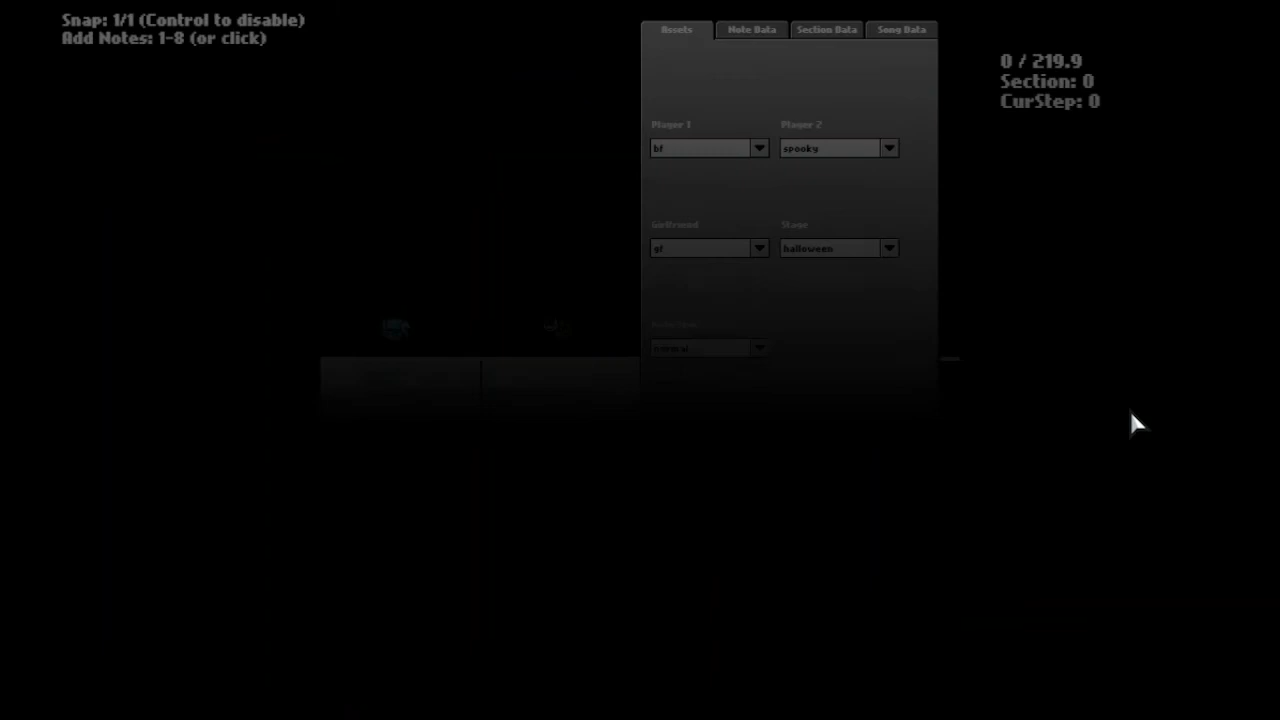 Snap: 1/1 (Control to disable)
Add Notes: 1-8 (or click)
Assets
Note Data
Section Data
Song Data
0 / 219.9
Section: 0
CurStep: 0
Player 1
Player 2
bf
spooky
Girlfriend
Stage
gf
halloween
normal